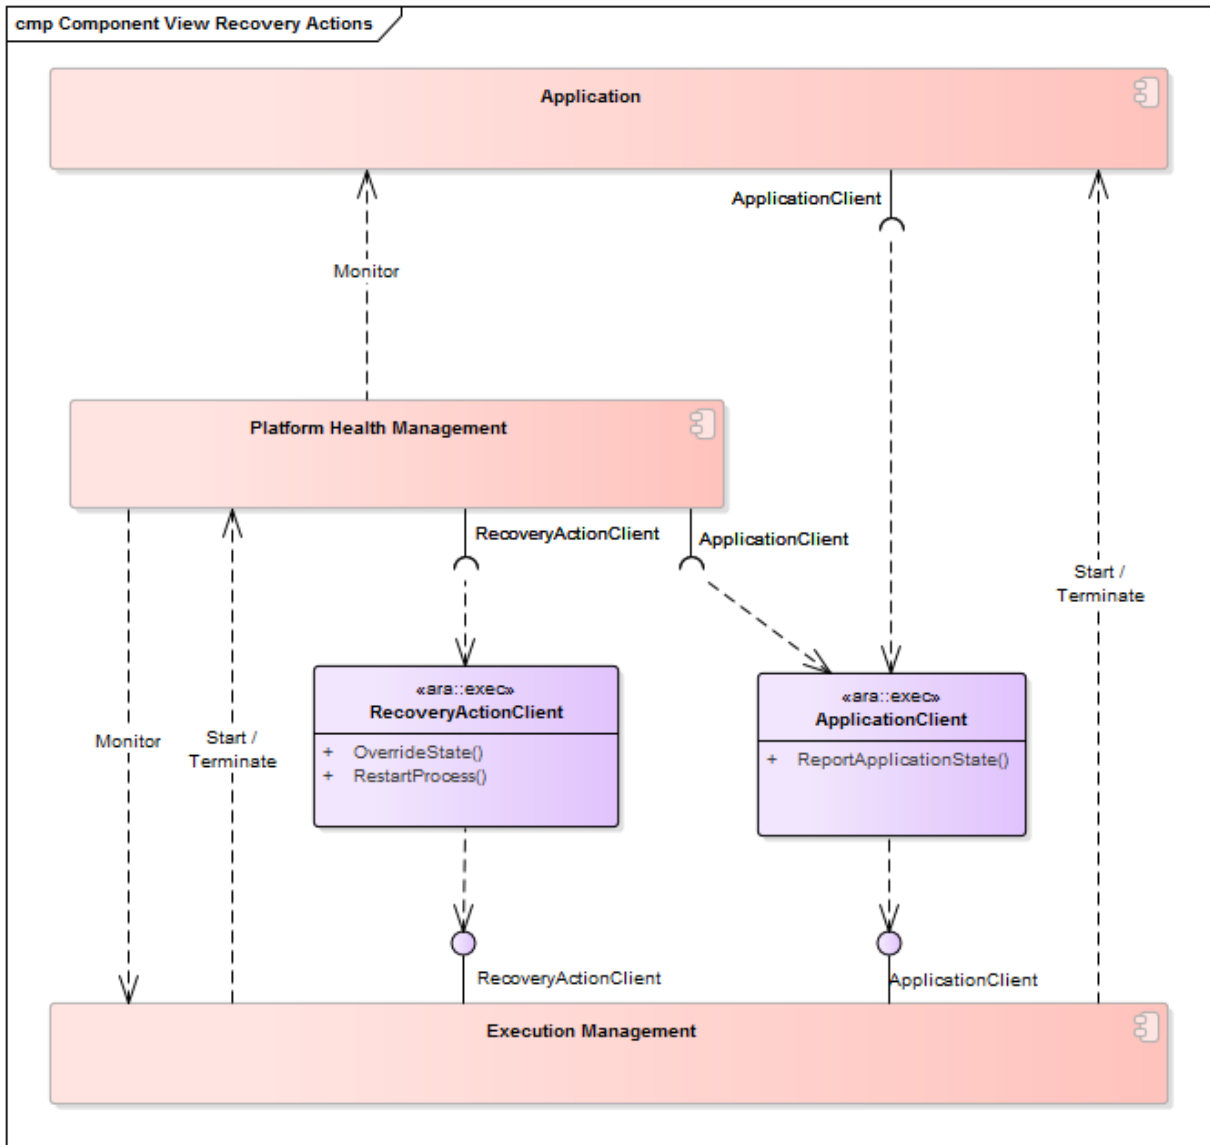 cmp Component View Recovery Actions
Application
ApplicationClient
Monitor
Platform Health Management
RecoveryActionClient
ApplicationClient
Start /
Terminate
«ara::exec»
RecoveryActionClient
+ OverrideState()
+ RestartProcess()
«ara::exec»
ApplicationClient
+ ReportApplicationState()
Monitor
Start /
Terminate
RecoveryActionClient
ApplicationClient
Execution Management